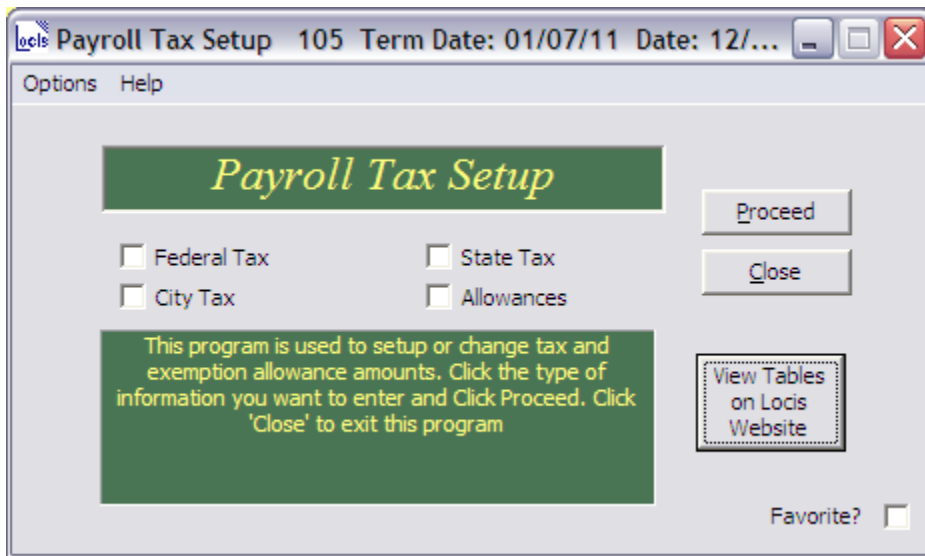 Locis Payroll Tax Setup 105 Term Date: 01/07/11 Date: 12/...
Options Help
Payroll Tax Setup
Proceed
Federal Tax State Tax
Close
City Tax Allowances
This program is used to setup or change tax and
exemption allowance amounts. Click the type of
information you want to enter and Click Proceed. Click
'Close' to exit this program
View Tables
on Locis
Website
Favorite?